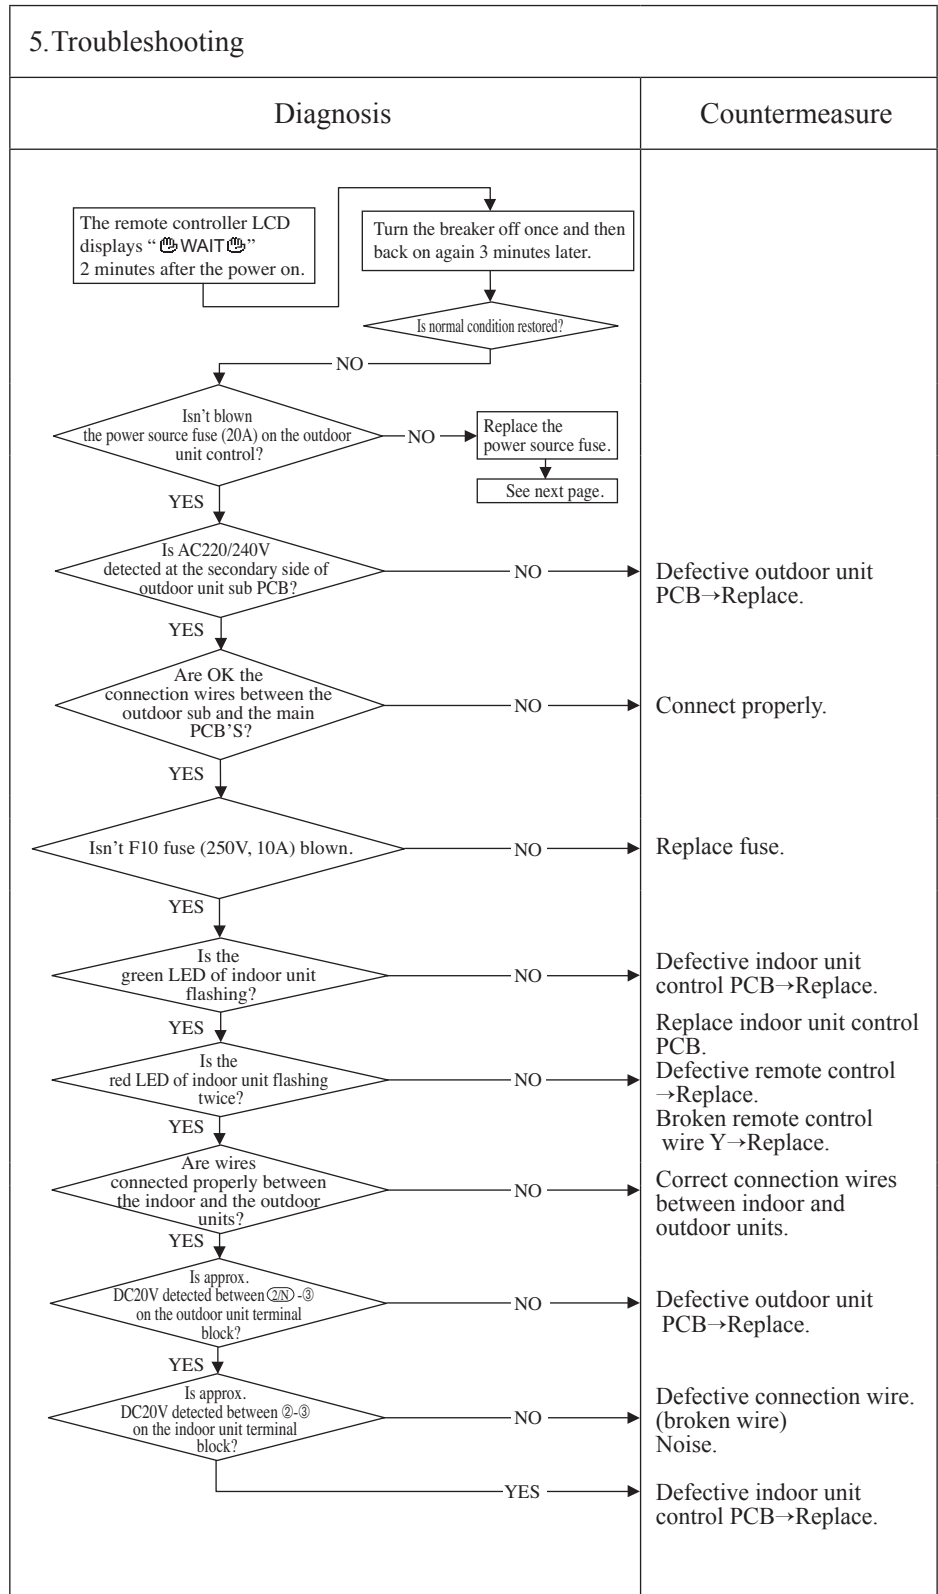 5.Troubleshooting
Diagnosis
Countermeasure
The remote controller LCD
displays “WAIT”
2 minutes after the power on.
Turn the breaker off once and then
back on again 3 minutes later.
Is normal condition restored?
NO
Isn’t blown
the power source fuse (20A) on the outdoor
unit control?
NO
Replace the
power source fuse.
See next page.
YES
Is AC220/240V
detected at the secondary side of
outdoor unit sub PCB?
NO
Defective outdoor unit
PCB→Replace.
YES
Are OK the
connection wires between the
outdoor sub and the main
PCB’S?
NO
Connect properly.
YES
Isn’t F10 fuse (250V, 10A) blown.
NO
Replace fuse.
YES
Is the
green LED of indoor unit
flashing?
NO
Defective indoor unit
control PCB→Replace.
YES
Is the
red LED of indoor unit flashing
twice?
NO
Replace indoor unit control
PCB.
Defective remote control
→Replace.
Broken remote control
wire Y→Replace.
YES
Are wires
connected properly between
the indoor and the outdoor
units?
NO
Correct connection wires
between indoor and
outdoor units.
YES
Is approx.
DC20V detected between 2/N -③
on the outdoor unit terminal
block?
NO
Defective outdoor unit
PCB→Replace.
YES
Is approx.
DC20V detected between ②-③
on the indoor unit terminal
block?
NO
Defective connection wire.
(broken wire)
Noise.
YES
Defective indoor unit
control PCB→Replace.